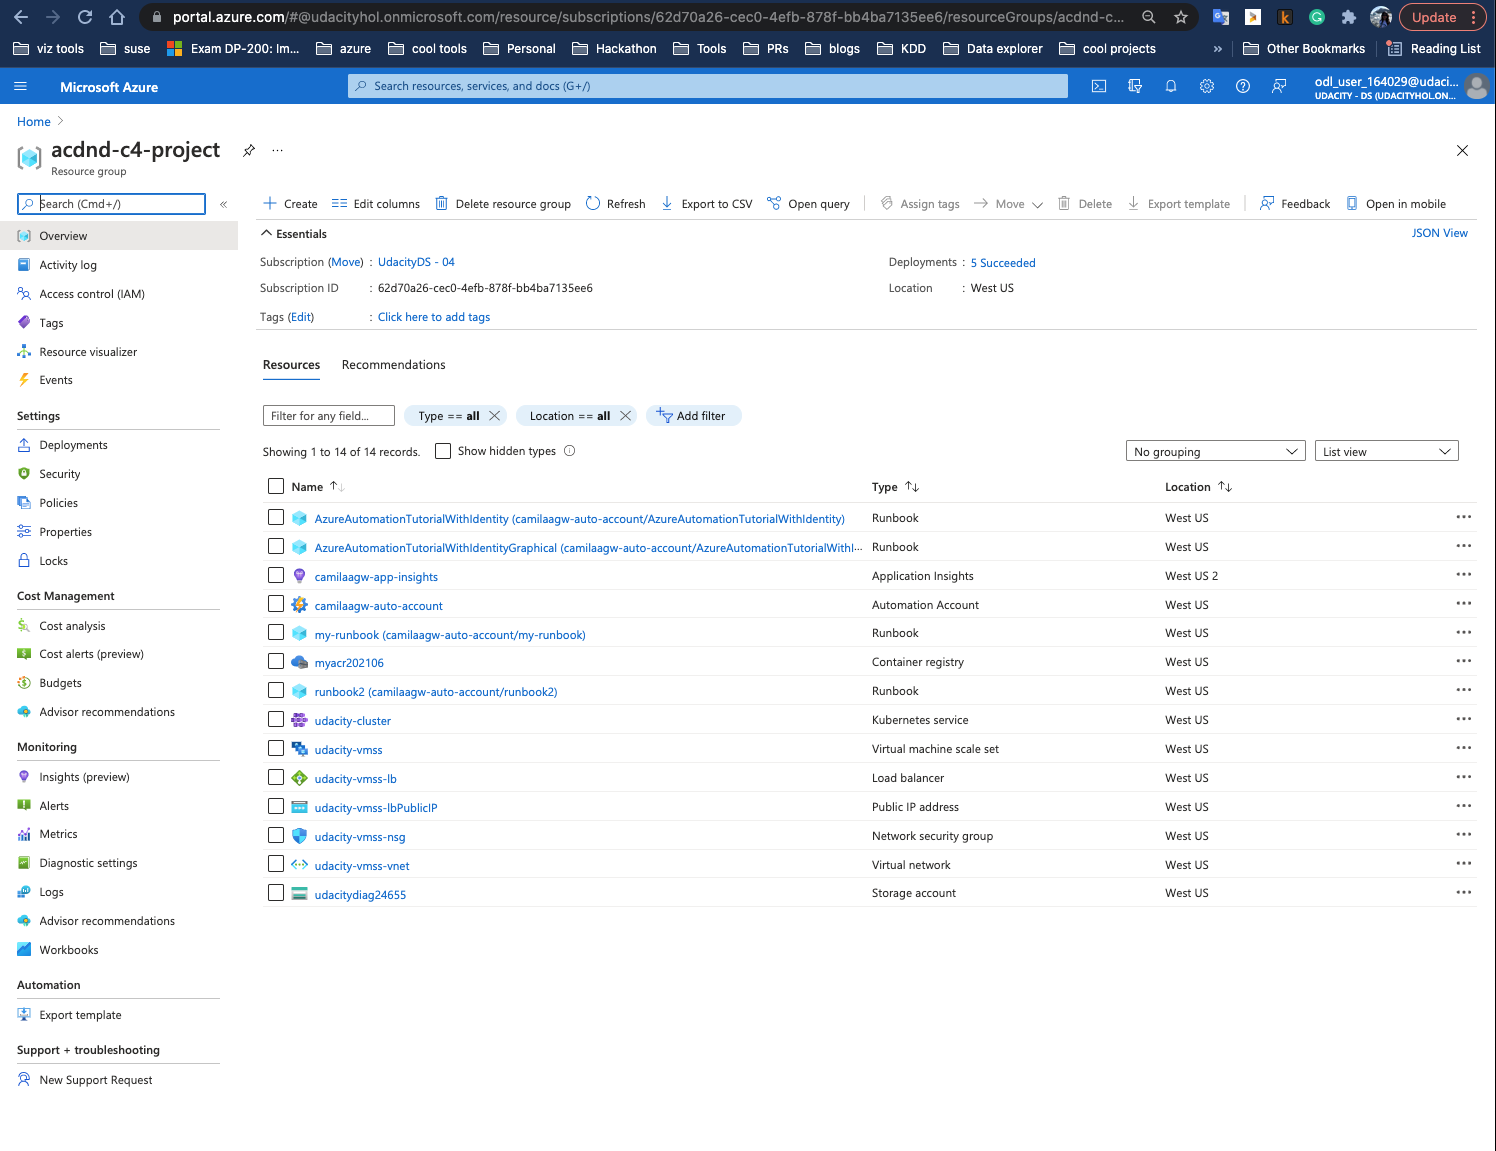 portal.azure.com/#@udacityhol.onmicrosoft.com/resource/subscriptions/62d70a26-cec0-4efb-878f-bb4ba7135ee6/resourceGroups/acdnd-c... Update
viz tools suse Exam DP-200: Im... azure cool tools Personal Hackathon Tools PRs blogs KDD Data explorer cool projects » Other Bookmarks Reading List
Microsoft Azure Search resources, services, and docs (G+/) odl_user_164029@udaci...
UDACITY - DS (UDACITYHOL.ON...
Home >
acdnd-c4-project ...
Resource group
Search (Cmd+/) «
Create Edit columns Delete resource group Refresh Export to CSV Open query Assign tags Move Delete Export template Feedback Open in mobile
Overview
Activity log
Access control (IAM)
Tags
Resource visualizer
Events
Settings
Deployments
Security
Policies
Properties
Locks
Cost Management
Cost analysis
Cost alerts (preview)
Budgets
Advisor recommendations
Monitoring
Insights (preview)
Alerts
Metrics
Diagnostic settings
Logs
Advisor recommendations
Workbooks
Automation
Export template
Support + troubleshooting
New Support Request
Essentials JSON View
Subscription (Move) : UdacityDS - 04 Deployments : 5 Succeeded
Subscription ID : 62d70a26-cec0-4efb-878f-bb4ba7135ee6 Location : West US
Tags (Edit) : Click here to add tags
Resources Recommendations
Filter for any field... Type == all Location == all Add filter
Showing 1 to 14 of 14 records. Show hidden types No grouping List view
Name Type Location
AzureAutomationTutorialWithIdentity (camilaagw-auto-account/AzureAutomationTutorialWithIdentity) Runbook West US ...
AzureAutomationTutorialWithIdentityGraphical (camilaagw-auto-account/AzureAutomationTutorialWithI... Runbook West US ...
camilaagw-app-insights Application Insights West US 2 ...
camilaagw-auto-account Automation Account West US ...
my-runbook (camilaagw-auto-account/my-runbook) Runbook West US ...
myacr202106 Container registry West US ...
runbook2 (camilaagw-auto-account/runbook2) Runbook West US ...
udacity-cluster Kubernetes service West US ...
udacity-vmss Virtual machine scale set West US ...
udacity-vmss-lb Load balancer West US ...
udacity-vmss-lbPublicIP Public IP address West US ...
udacity-vmss-nsg Network security group West US ...
udacity-vmss-vnet Virtual network West US ...
udacitydiag24655 Storage account West US ...